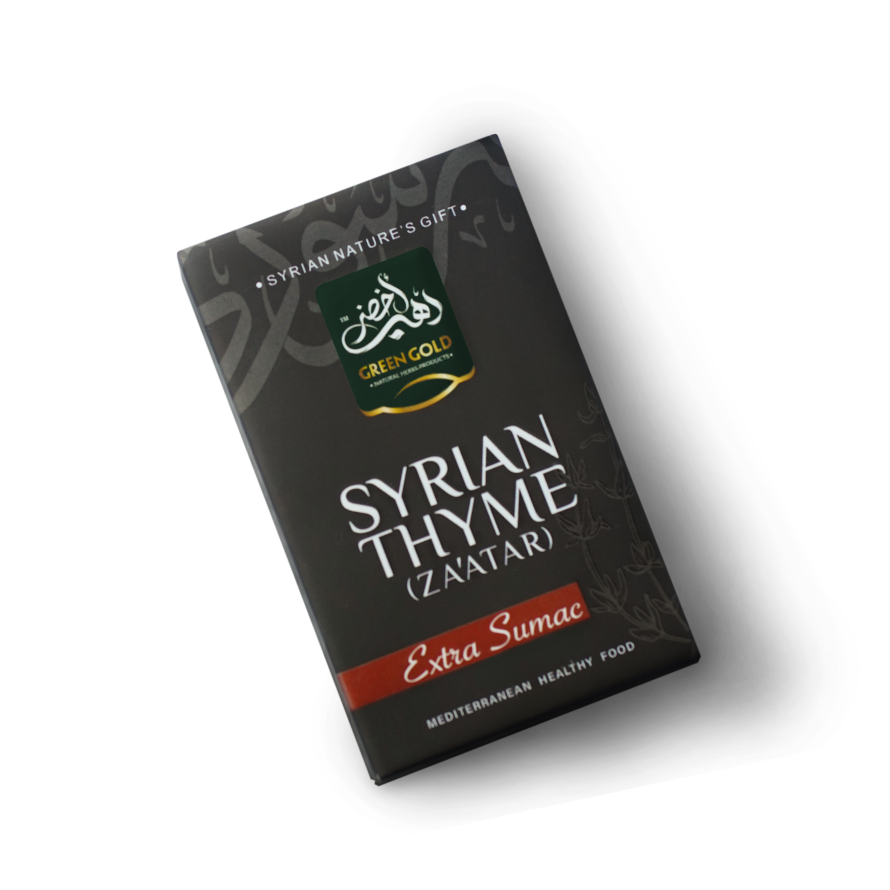 •SYRIAN NATURE'S GIFT•
ذهب أخضر
TM
GREEN GOLD
•NATURAL HERBS PRODUCTS•
SYRIAN
THYME
(ZA'ATAR)
Extra Sumac
MEDITERRANEAN HEALTHY FOOD